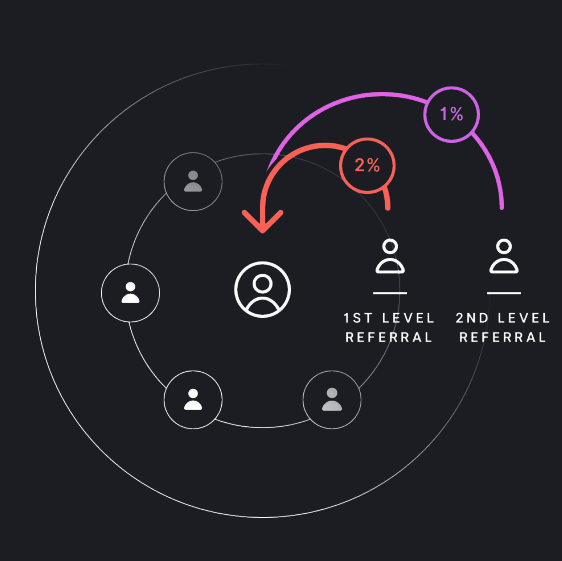 1%
2%
1ST LEVEL
REFERRAL
2ND LEVEL
REFERRAL